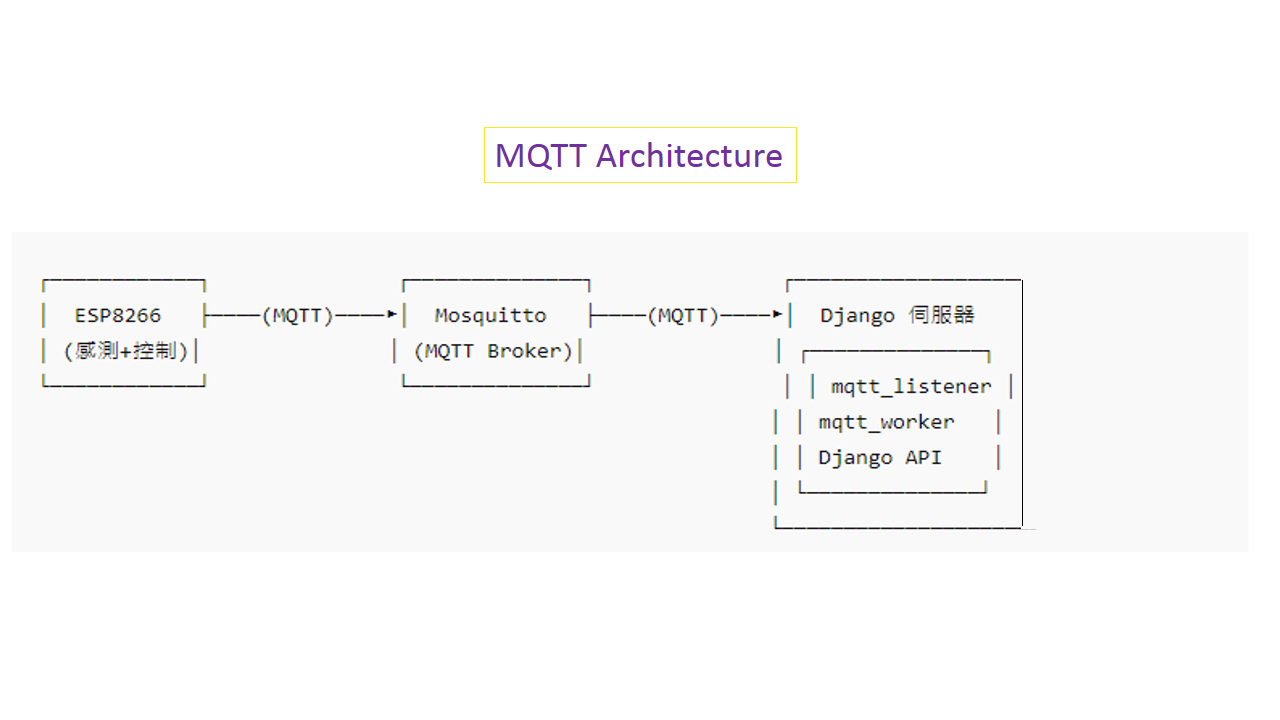 MQTT Architecture
ESP8266 (MQTT) Mosquitto (MQTT) Django 伺服器
(感測+控制) (MQTT Broker)
mqtt_listener
mqtt_worker
Django API